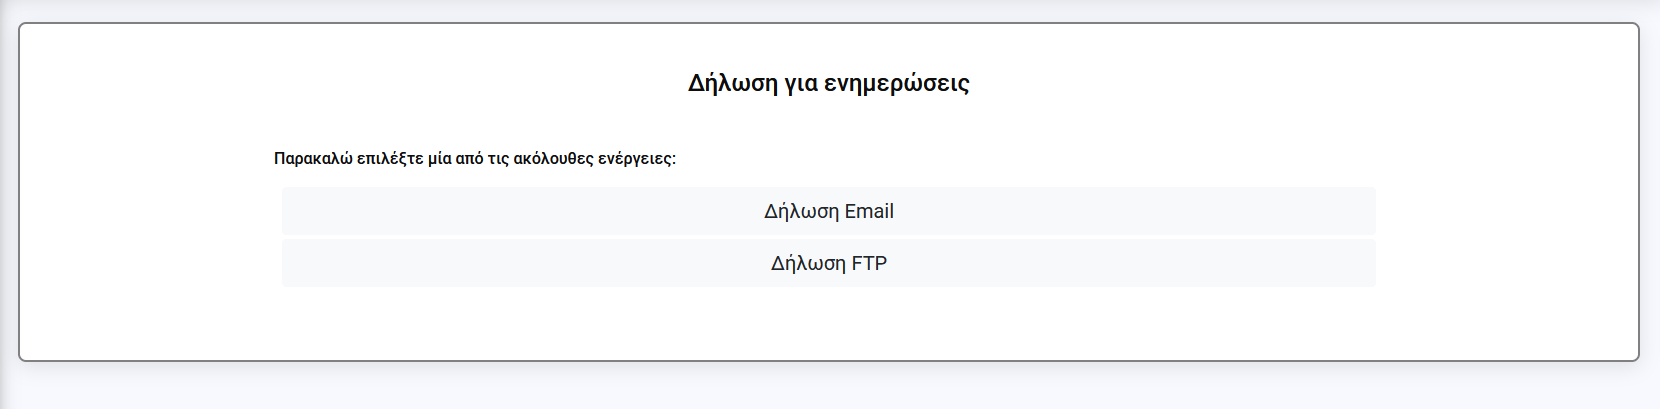 Δήλωση για ενημερώσεις
Παρακαλώ επιλέξτε μία από τις ακόλουθες ενέργειες:
Δήλωση Email
Δήλωση FTP